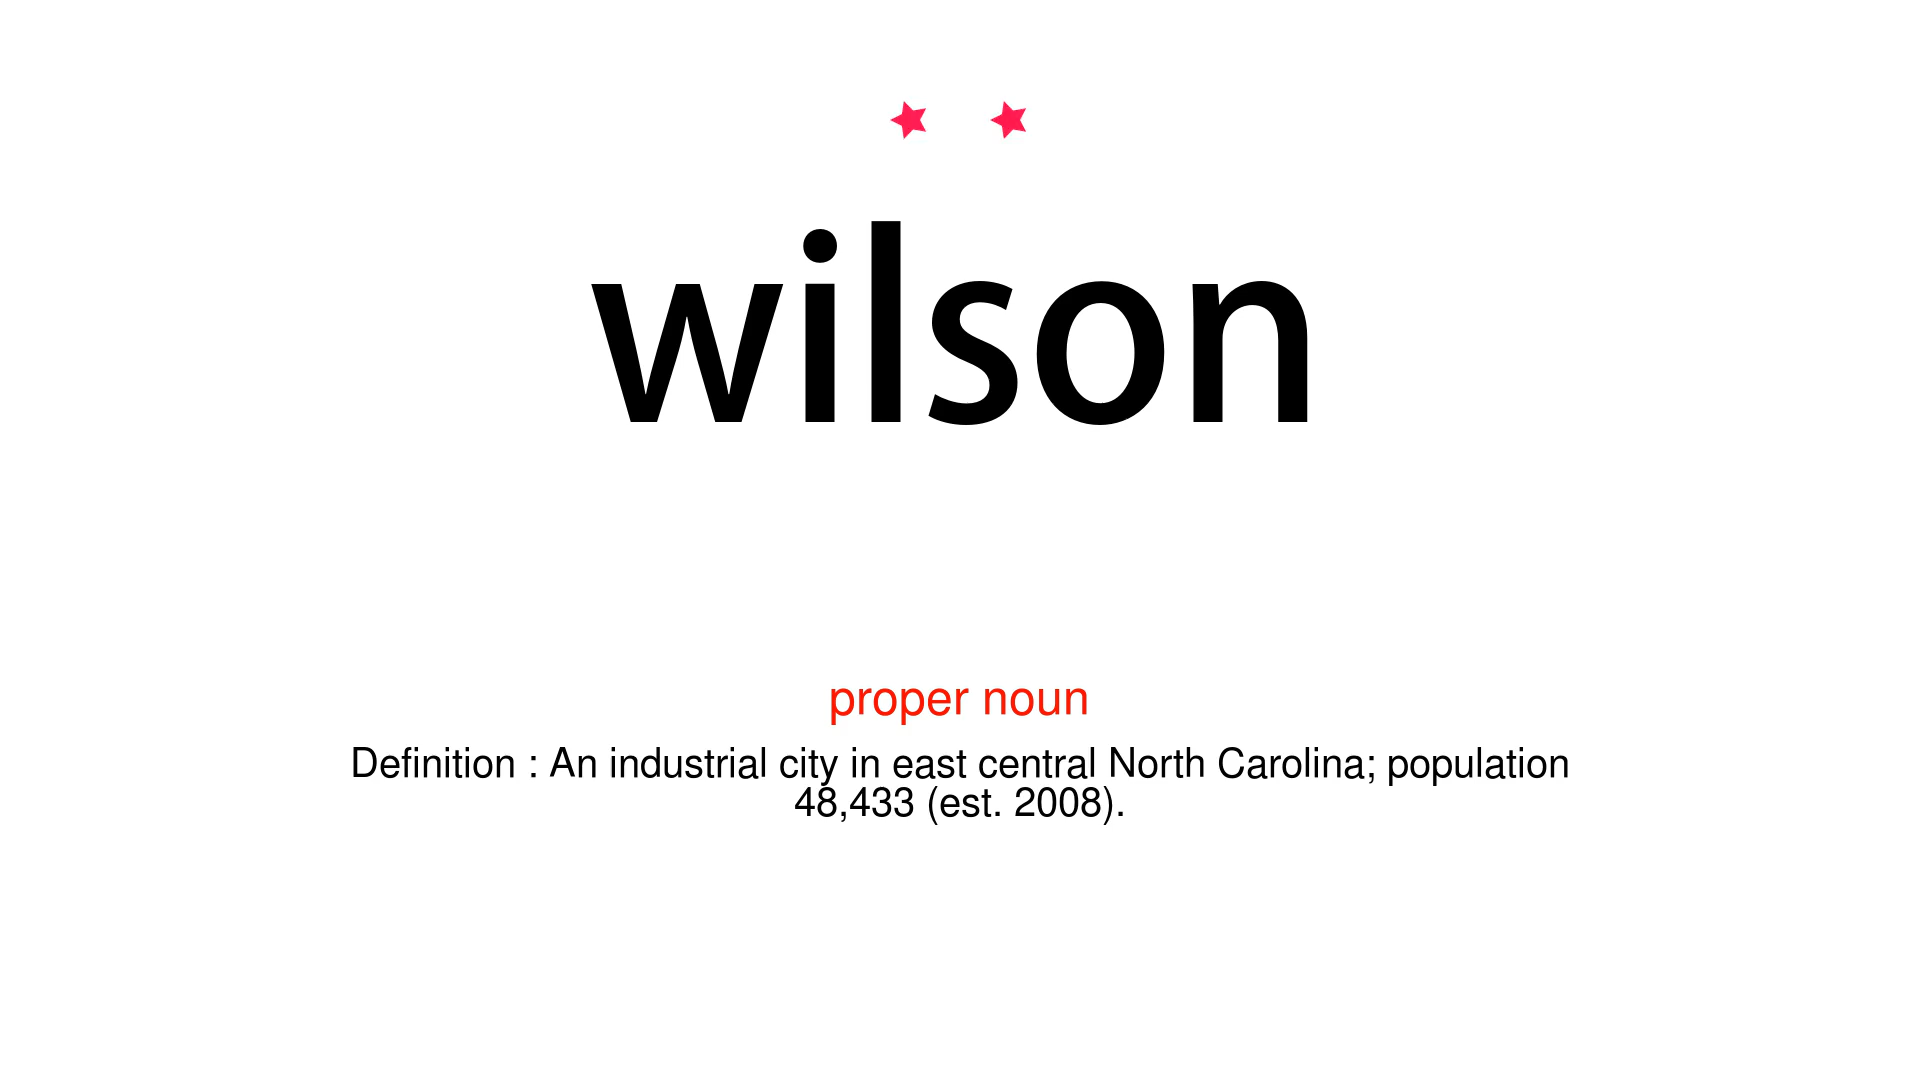 wilson
proper noun
Definition : An industrial city in east central North Carolina; population
48,433 (est. 2008).